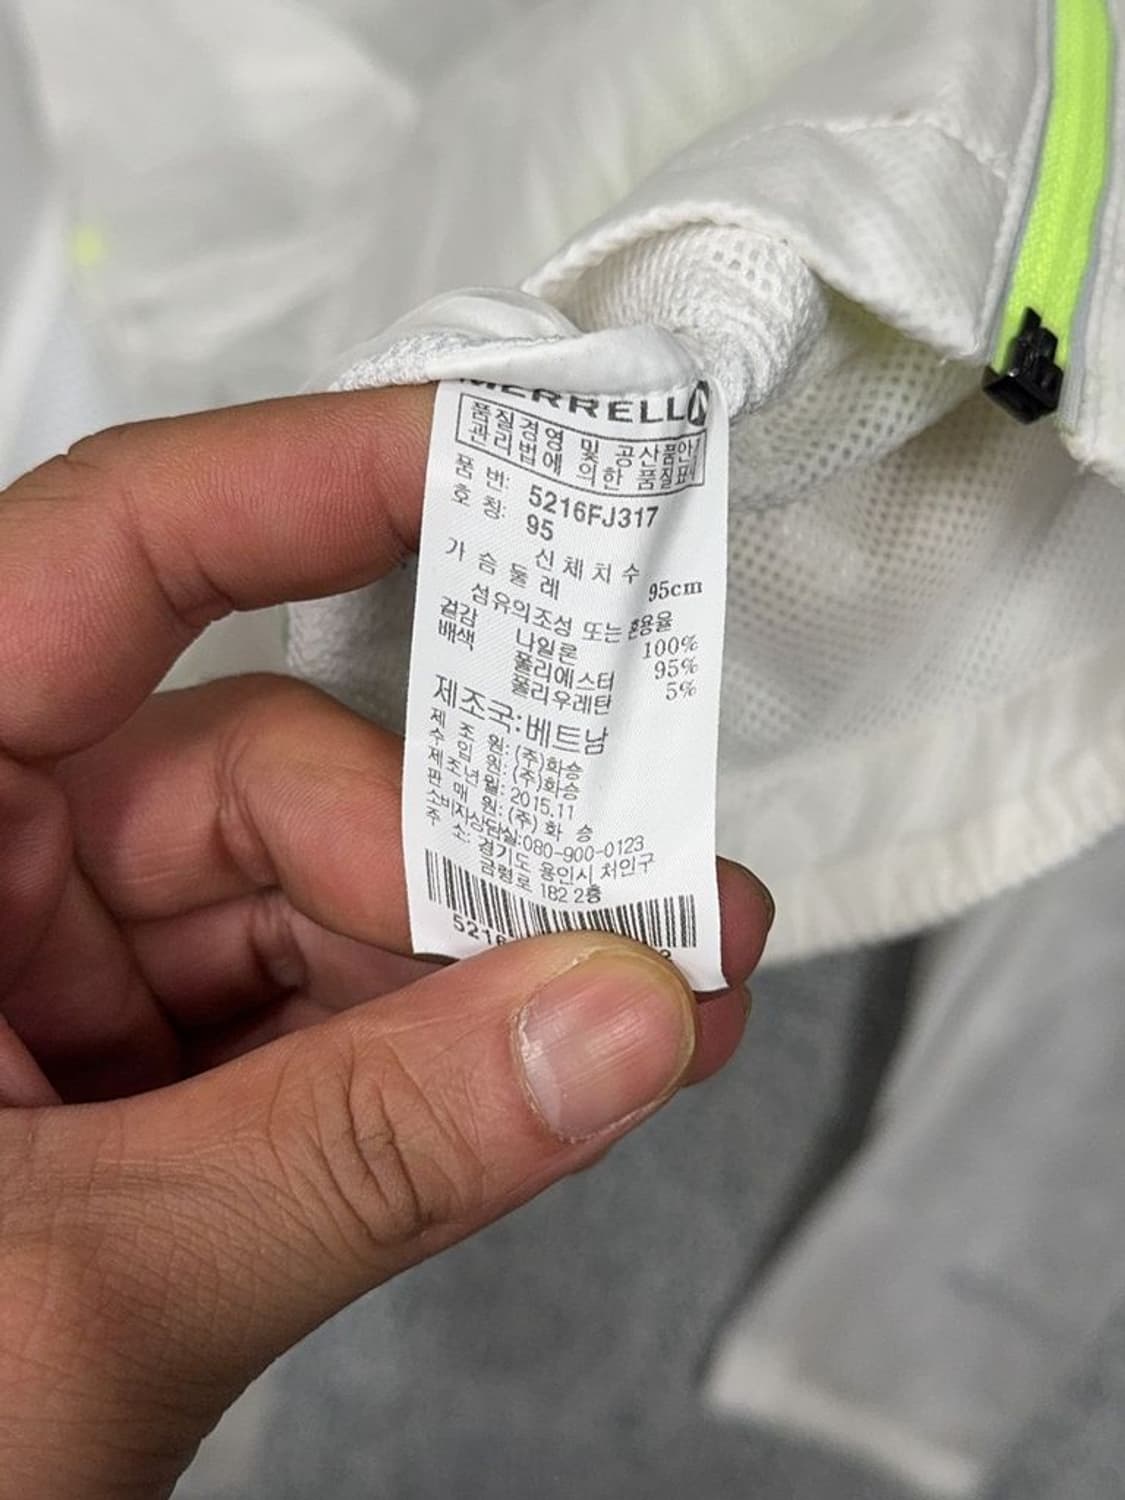 MERRELL
품질경영 및 공산품안
관리법에 의한 품질표시
품 번: 5216FJ317
호 칭: 95
신체치수
가슴둘레 95cm
섬유의조성 또는 혼용율
겉감 나일론 100%
배색 폴리에스터 95%
폴리우레탄 5%
제조국:베트남
제 조 원: (주)화승
수 입 원: (주)화승
제조년월: 2015.11
판 매 원: (주) 화 승
소비자상담실:080-900-0123
주 소: 경기도 용인시 처인구
금령로 182 2층
5216